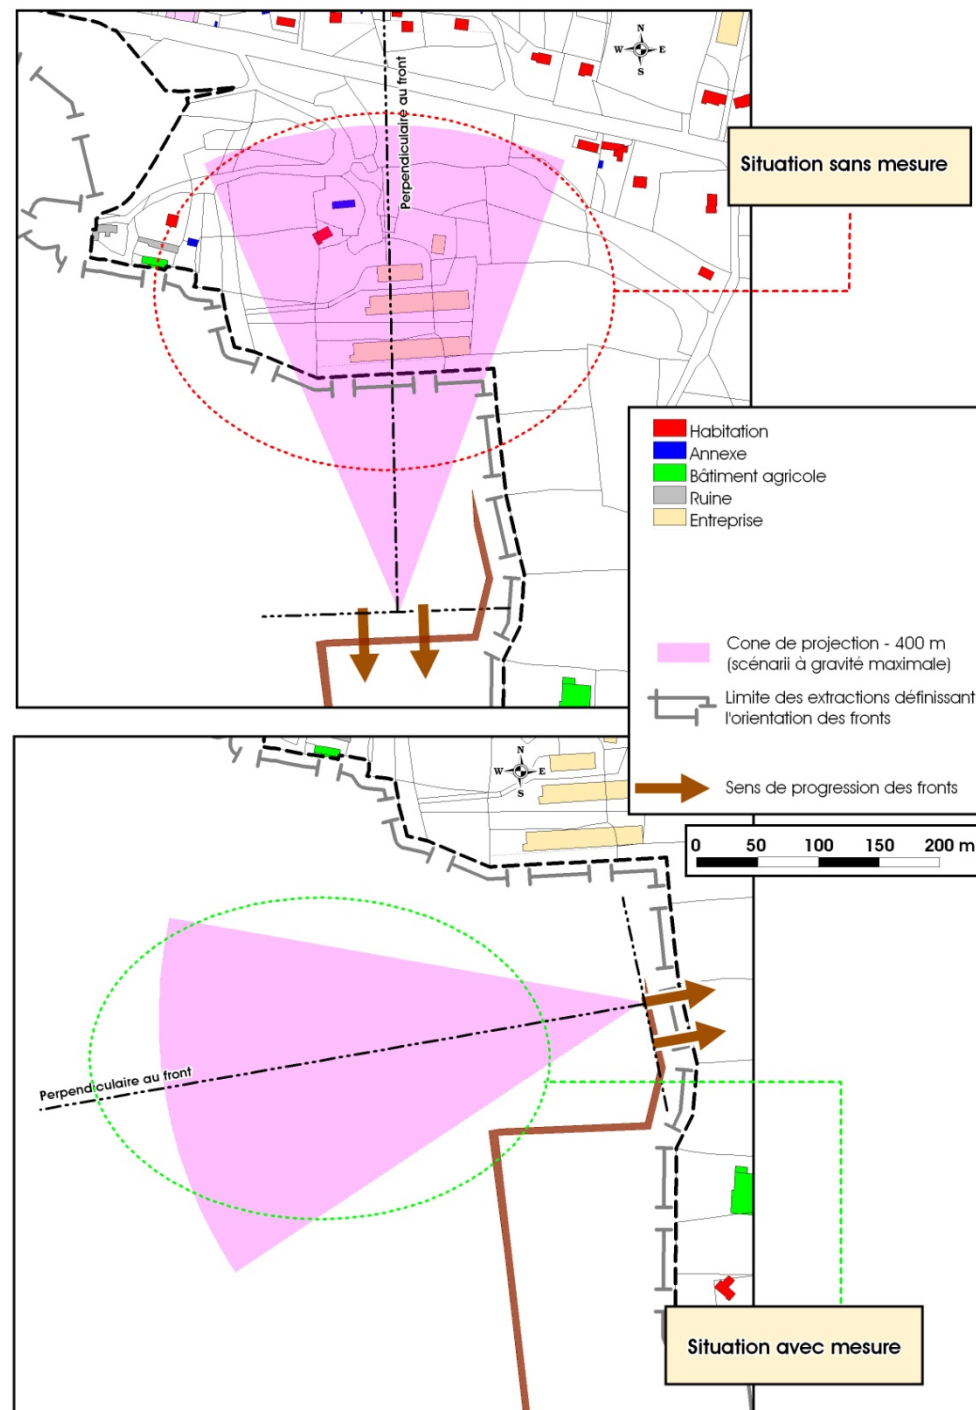 N
W E
S
Perpendiculaire au front
Situation sans mesure
Habitation
Annexe
Bâtiment agricole
Ruine
Entreprise
Cone de projection - 400 m
(scénarii à gravité maximale)
Limite des extractions définissant
l'orientation des fronts
Sens de progression des fronts
0 50 100 150 200 m
N
W E
S
Perpendiculaire au front
Situation avec mesure